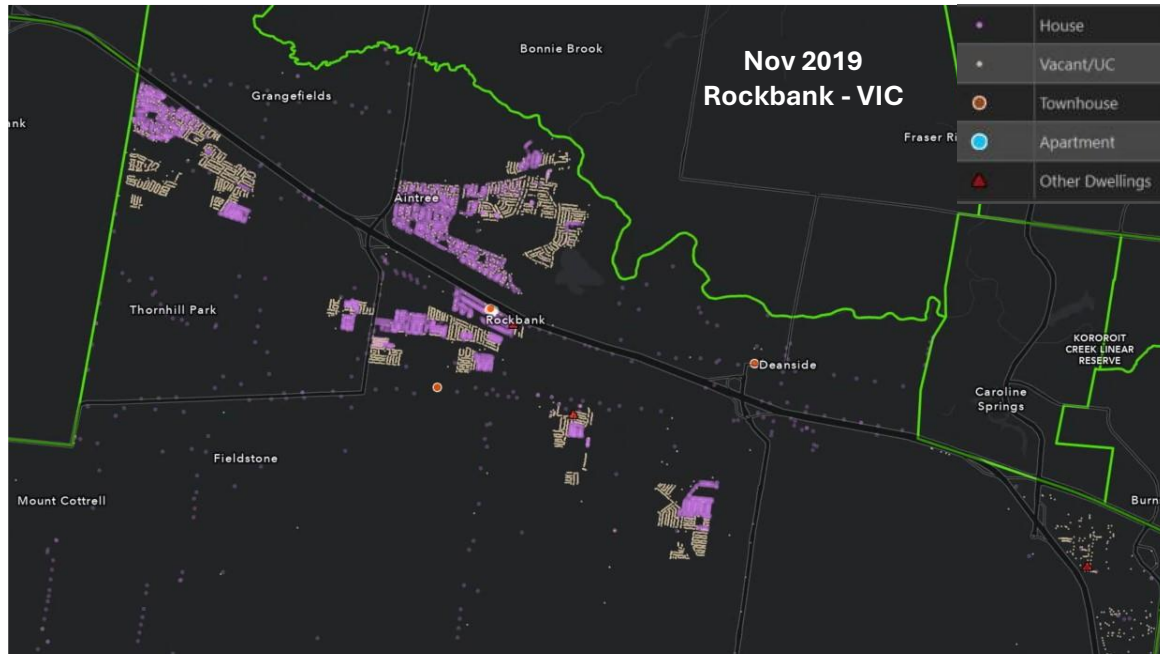 Nov 2019
Rockbank - VIC
House
Vacant/UC
Townhouse
Apartment
Other Dwellings
Bonnie Brook
Grangefields
ank
Fraser Ri
Aintree
Thornhill Park
Rockbank
Deanside
KOROROIT
CREEK LINEAR
RESERVE
Caroline
Springs
Fieldstone
Mount Cottrell
Burn